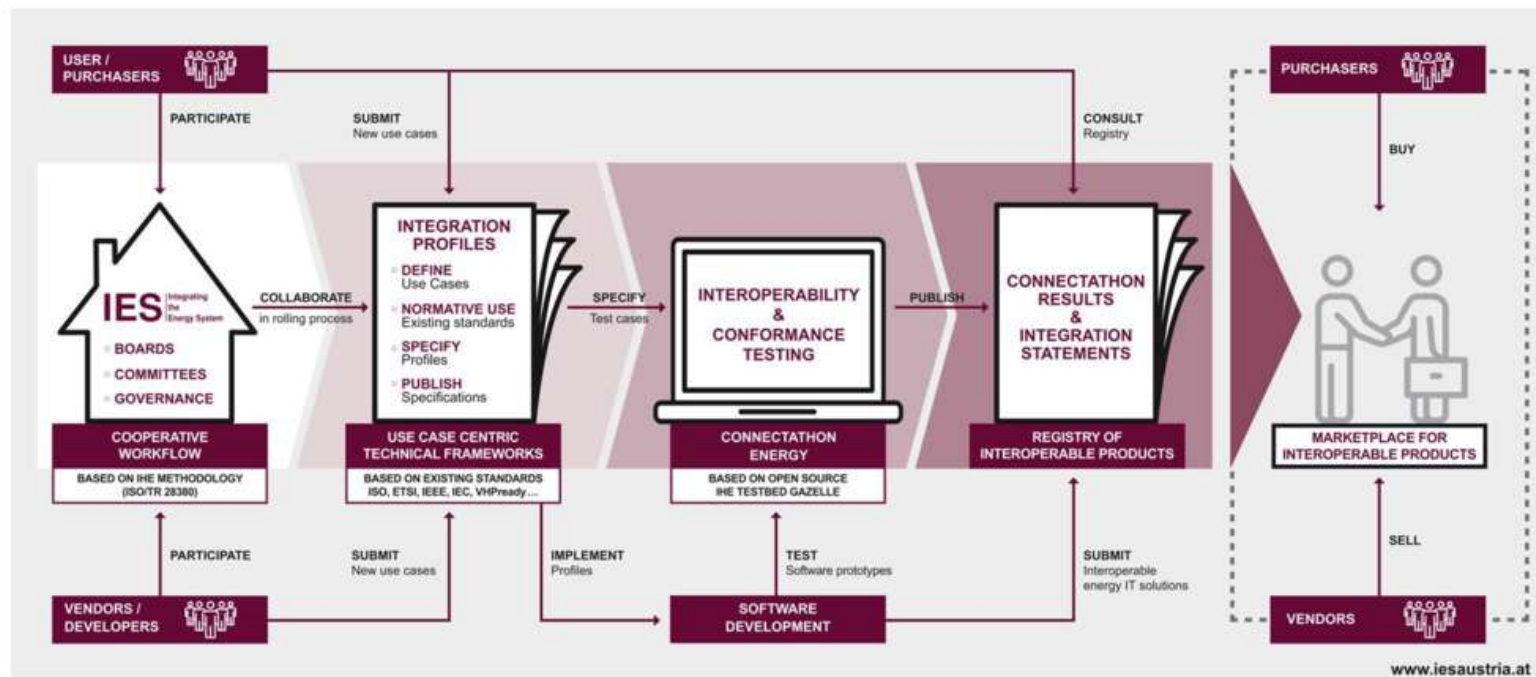 USER /
PURCHASERS
PURCHASERS
PARTICIPATE
SUBMIT
New use cases
CONSULT
Registry
BUY
IES Integrating
the
Energy System
BOARDS
COMMITTEES
GOVERNANCE
COLLABORATE
in rolling process
INTEGRATION
PROFILES
DEFINE
Use Cases
NORMATIVE USE
Existing standards
SPECIFY
Profiles
PUBLISH
Specifications
SPECIFY
Test cases
INTEROPERABILITY
&
CONFORMANCE
TESTING
PUBLISH
CONNECTATHON
RESULTS
&
INTEGRATION
STATEMENTS
COOPERATIVE
WORKFLOW
BASED ON IHE METHODOLOGY
(ISO/TR 28380)
USE CASE CENTRIC
TECHNICAL FRAMEWORKS
BASED ON EXISTING STANDARDS
ISO, ETSI, IEEE, IEC, VHPready…
CONNECTATHON
ENERGY
BASED ON OPEN SOURCE
IHE TESTBED GAZELLE
REGISTRY OF
INTEROPERABLE PRODUCTS
MARKETPLACE FOR
INTEROPERABLE PRODUCTS
PARTICIPATE
SUBMIT
New use cases
IMPLEMENT
Profiles
TEST
Software prototypes
SUBMIT
Interoperable
energy IT solutions
SELL
VENDORS /
DEVELOPERS
SOFTWARE
DEVELOPMENT
VENDORS
www.iesaustria.at